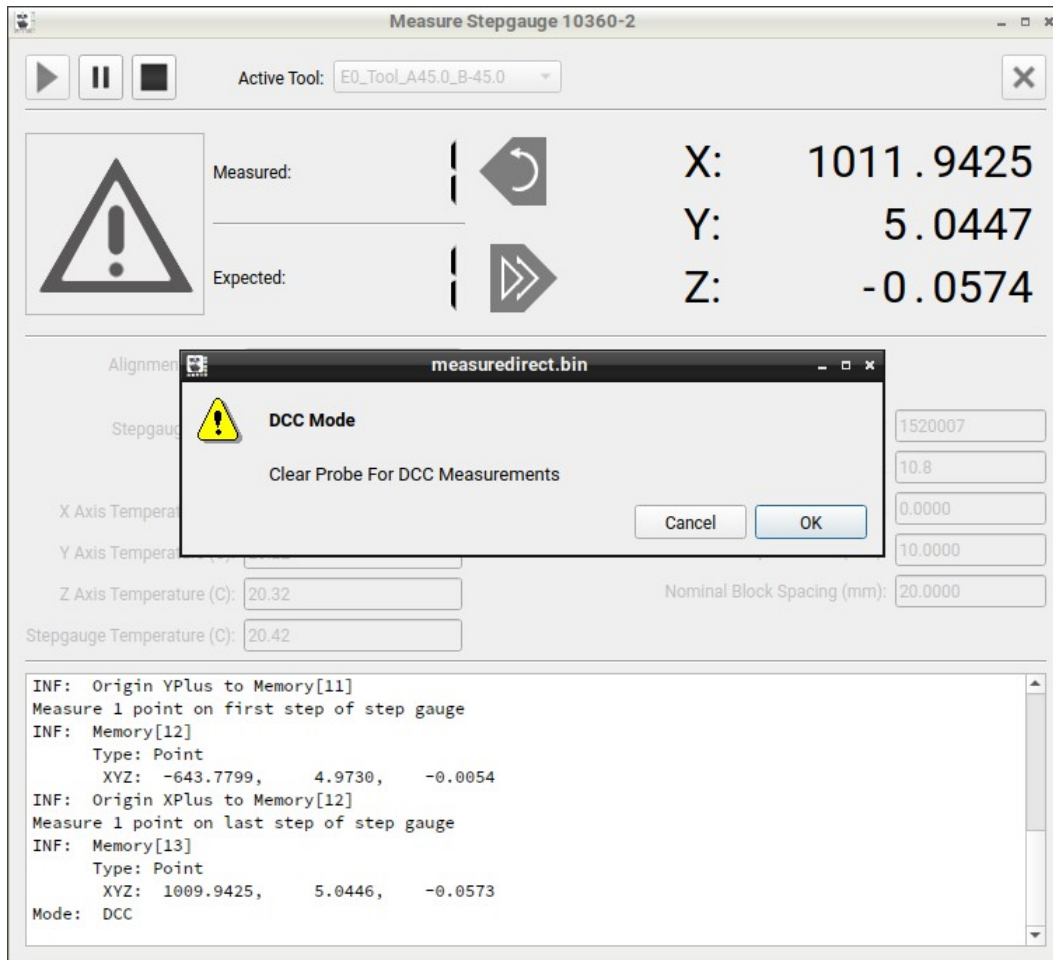 Measure Stepgauge 10360-2
Active Tool: E0_Tool_A45.0_B-45.0
Measured:
Expected:
X: 1011.9425
Y: 5.0447
Z: -0.0574
measuredirect.bin
DCC Mode
Clear Probe For DCC Measurements
Cancel OK
1520007
10.8
X Axis
0.0000
Y Axis
10.0000
Z Axis Temperature (C): 20.32
Nominal Block Spacing (mm): 20.0000
Stepgauge Temperature (C): 20.42
INF: Origin YPlus to Memory[11]
Measure 1 point on first step of step gauge
INF: Memory[12]
Type: Point
XYZ: -643.7799, 4.9730, -0.0054
INF: Origin XPlus to Memory[12]
Measure 1 point on last step of step gauge
INF: Memory[13]
Type: Point
XYZ: 1009.9425, 5.0446, -0.0573
Mode: DCC